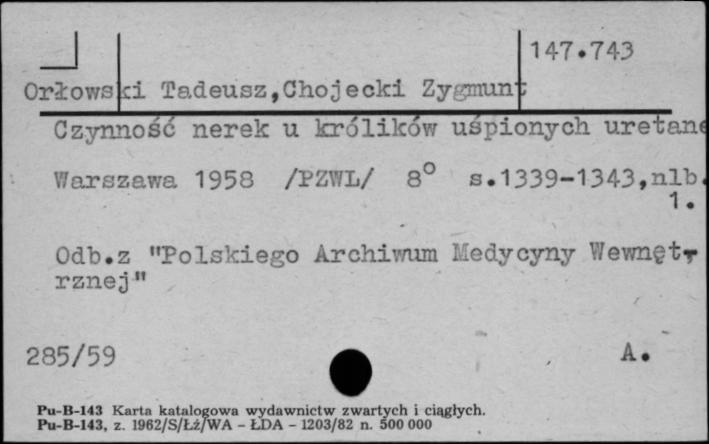 147.743
Orłowski Tadeusz,Chojecki Zygmunt
Czynność nerek u królików uśpionych uretane
Warszawa 1958 /PZWL/ 8° s.1339-1343,nlb.
1.
Odb.z "Polskiego Archiwum Medycyny Wewnęt-
rznej"
285/59 A.
Pu-B-143 Karta katalogowa wydawnictw zwartych i ciągłych.
Pu-B-143, z. 1962/S/Łż/WA - ŁDA - 1203/82 n. 500 000